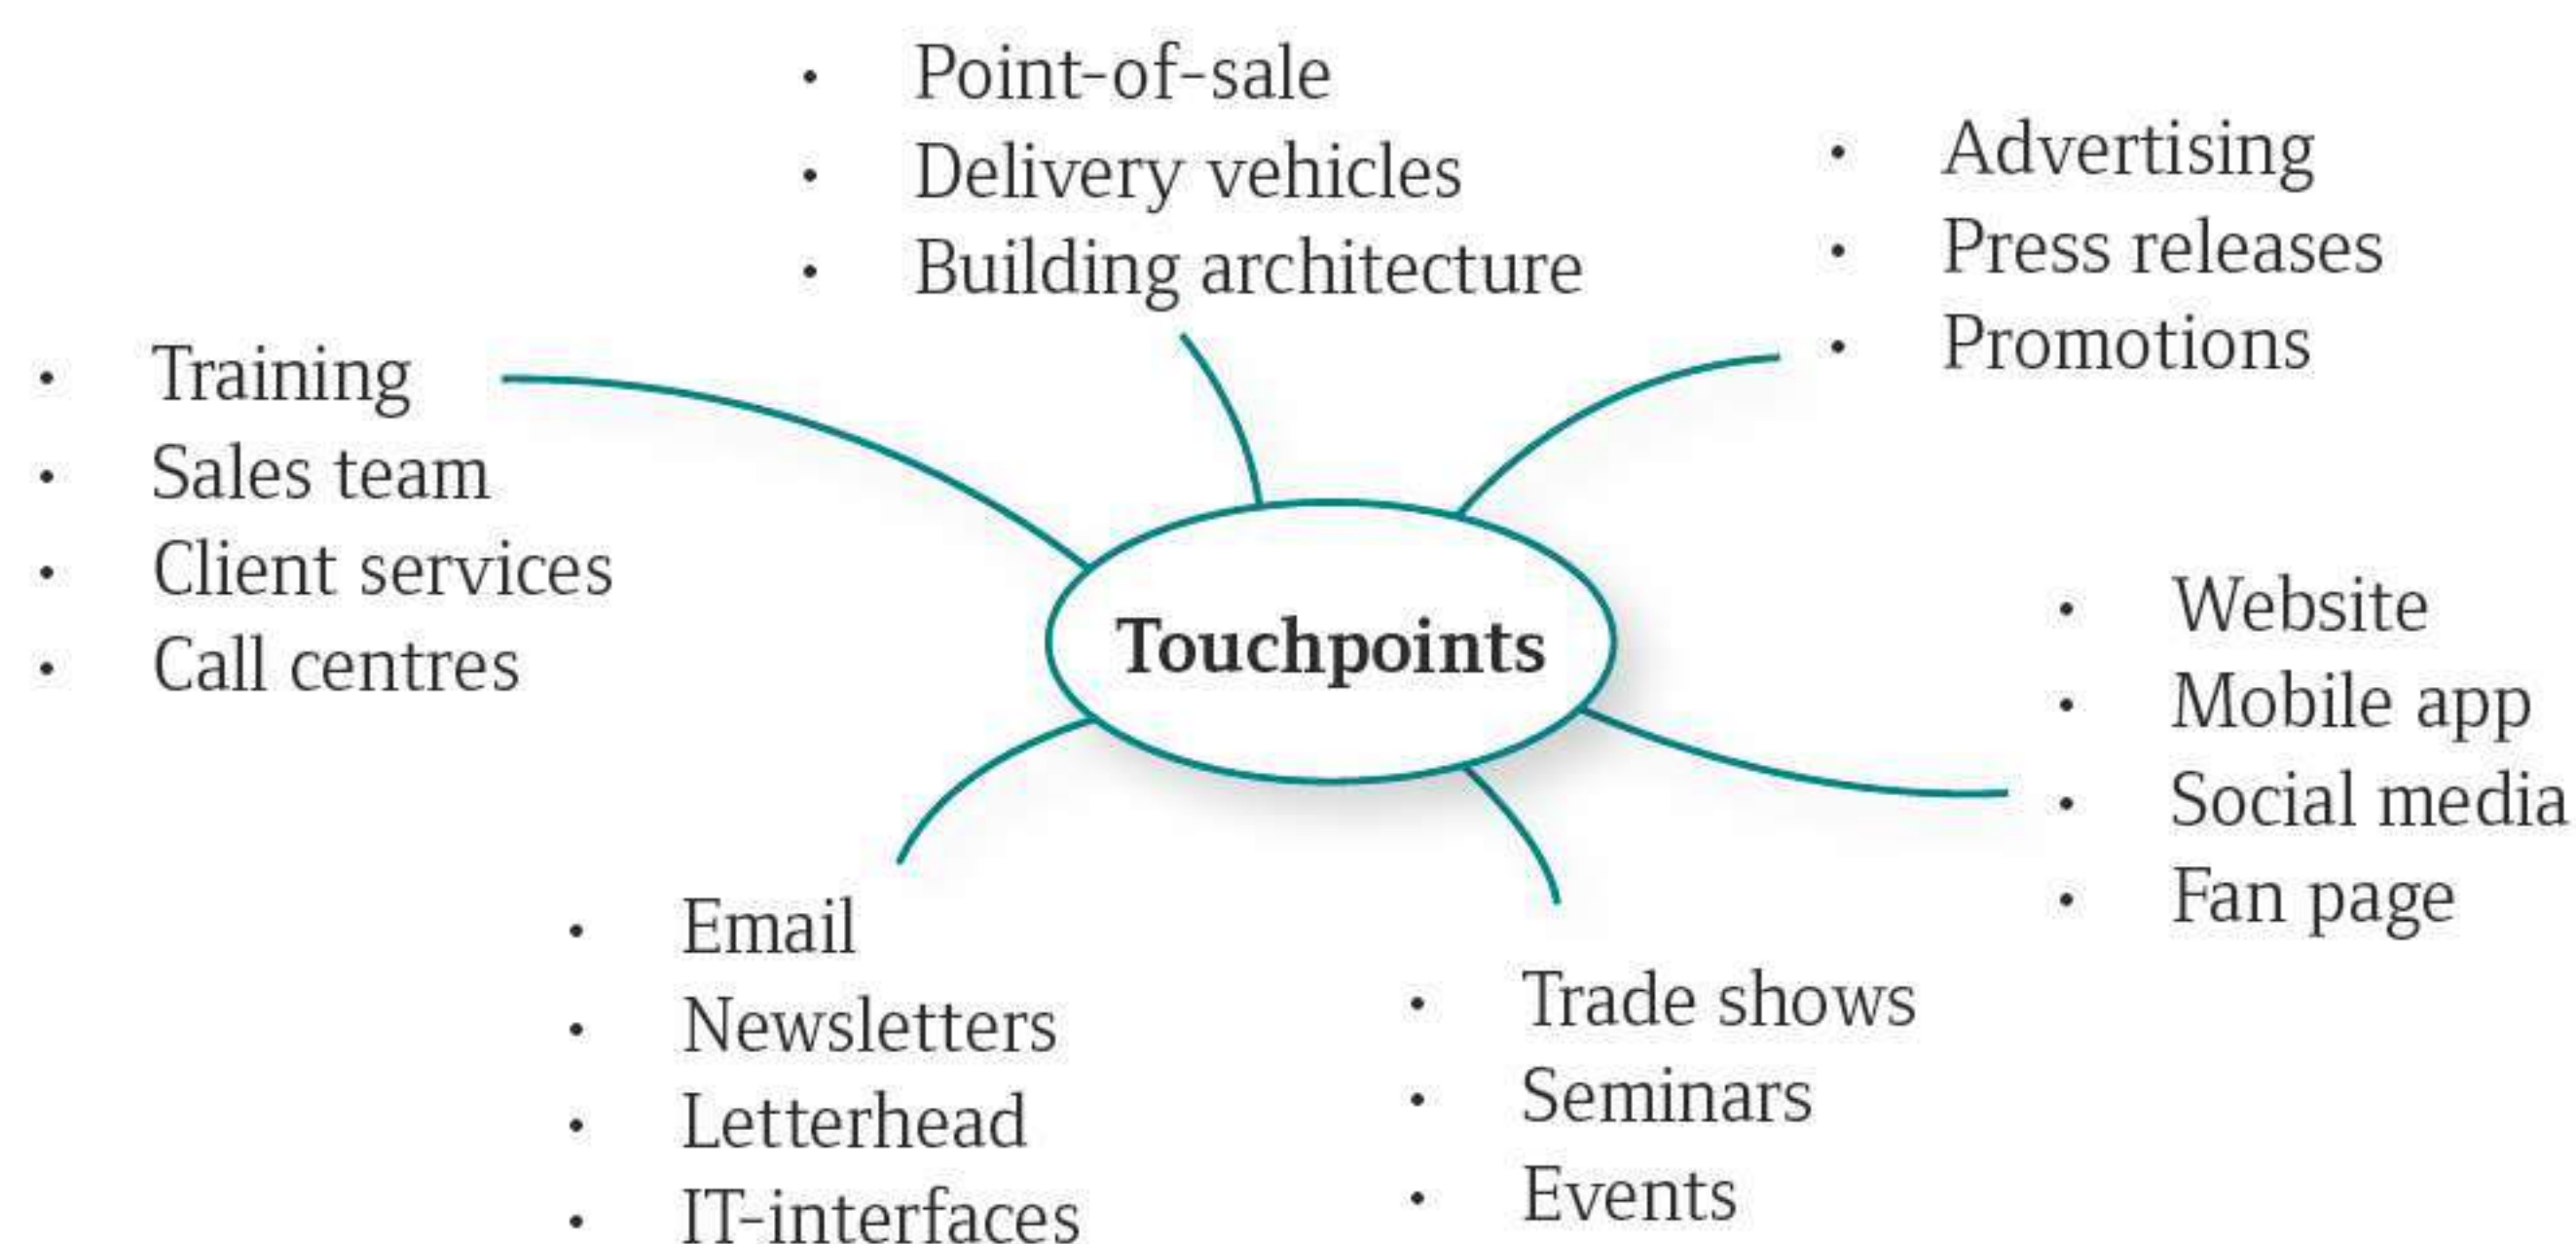 • Point-of-sale
• Delivery vehicles
• Building architecture
• Advertising
• Press releases
• Promotions
• Training
• Sales team
• Client services
• Call centres
Touchpoints
• Website
• Mobile app
• Social media
• Fan page
• Email
• Newsletters
• Letterhead
• IT-interfaces
• Trade shows
• Seminars
• Events